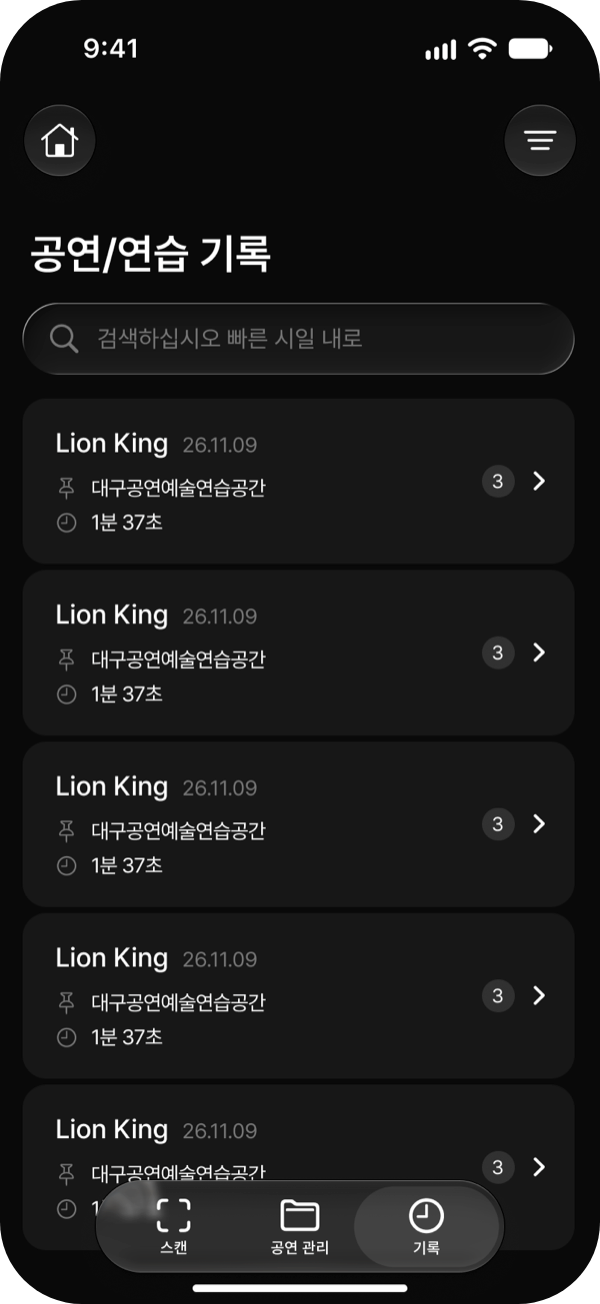 9:41
공연/연습 기록
검색하십시오 빠른 시일 내로
Lion King 26.11.09
대구공연예술연습공간
3
1분 37초
Lion King 26.11.09
대구공연예술연습공간
3
1분 37초
Lion King 26.11.09
대구공연예술연습공간
3
1분 37초
Lion King 26.11.09
대구공연예술연습공간
3
1분 37초
Lion King 26.11.09
대구공연예술연습공간
3
스캔 공연 관리 기록